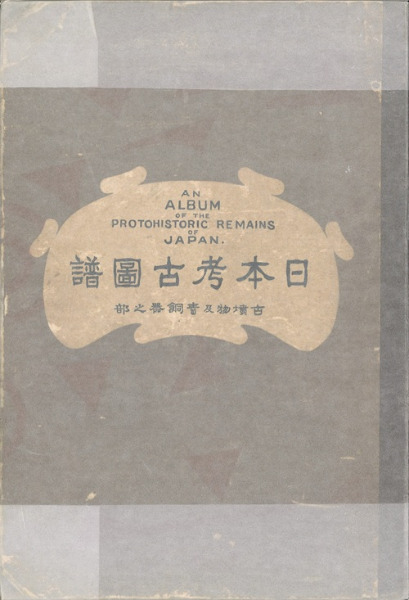 AN
ALBUM
OF THE
PROTOHISTORIC REMAINS
OF
JAPAN.
日本考古圖譜
古墳物及青銅器之部